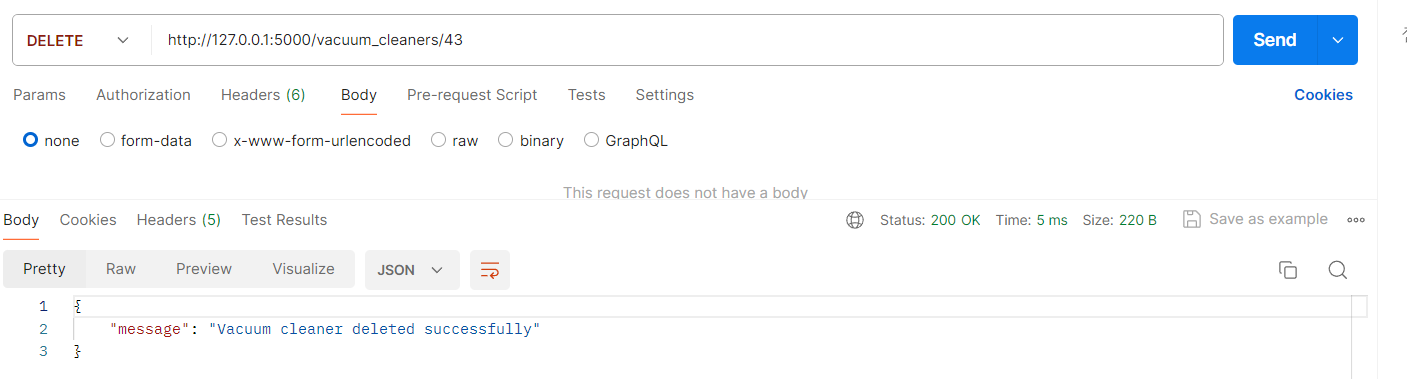 DELETE http://127.0.0.1:5000/vacuum_cleaners/43 Send
Params Authorization Headers (6) Body Pre-request Script Tests Settings Cookies
none form-data x-www-form-urlencoded raw binary GraphQL
This request does not have a body
Body Cookies Headers (5) Test Results Status: 200 OK Time: 5 ms Size: 220 B Save as example
Pretty Raw Preview Visualize JSON
1 {
2 "message": "Vacuum cleaner deleted successfully"
3 }